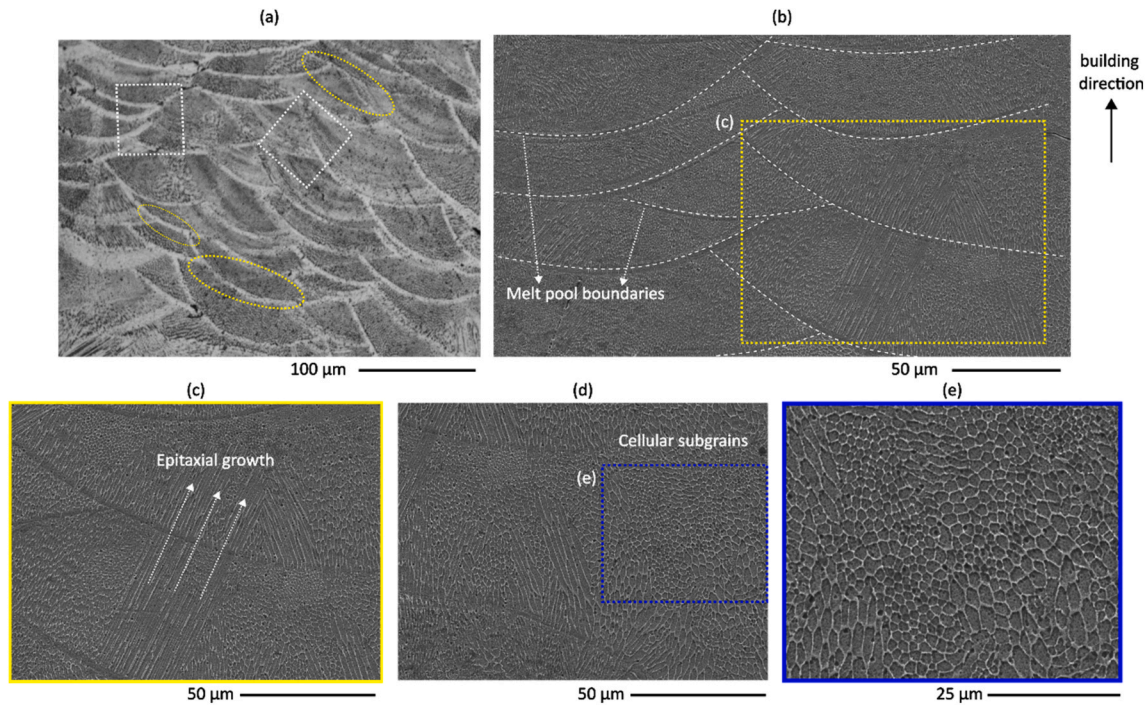 (a)
(b)
building
direction
(c)
Melt pool boundaries
100 µm
50 µm
(c)
(d)
(e)
Epitaxial growth
Cellular subgrains
(e)
50 µm
50 µm
25 µm